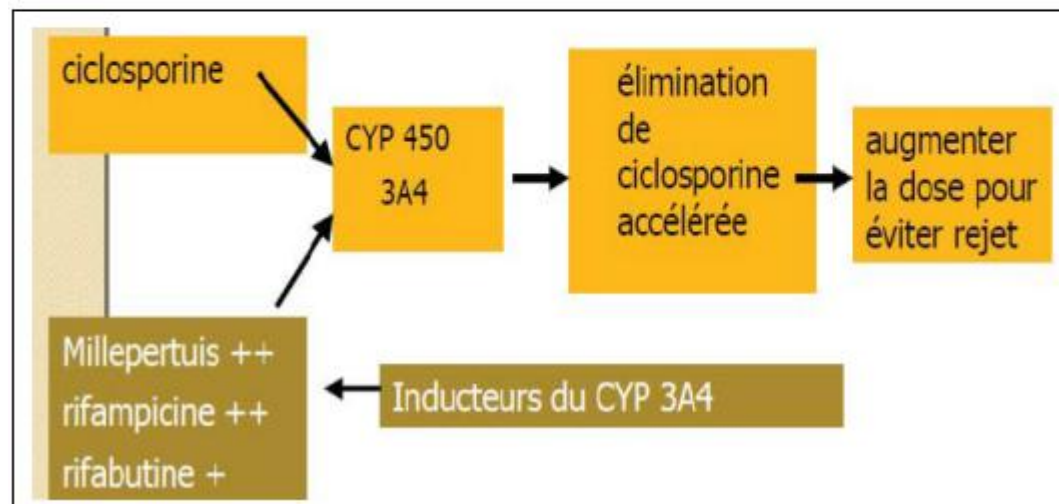 ciclosporine
CYP 450
3A4
élimination
de
ciclosporine
accélérée
augmenter
la dose pour
éviter rejet
Millepertuis ++
rifampicine ++
rifabutine +
Inducteurs du CYP 3A4